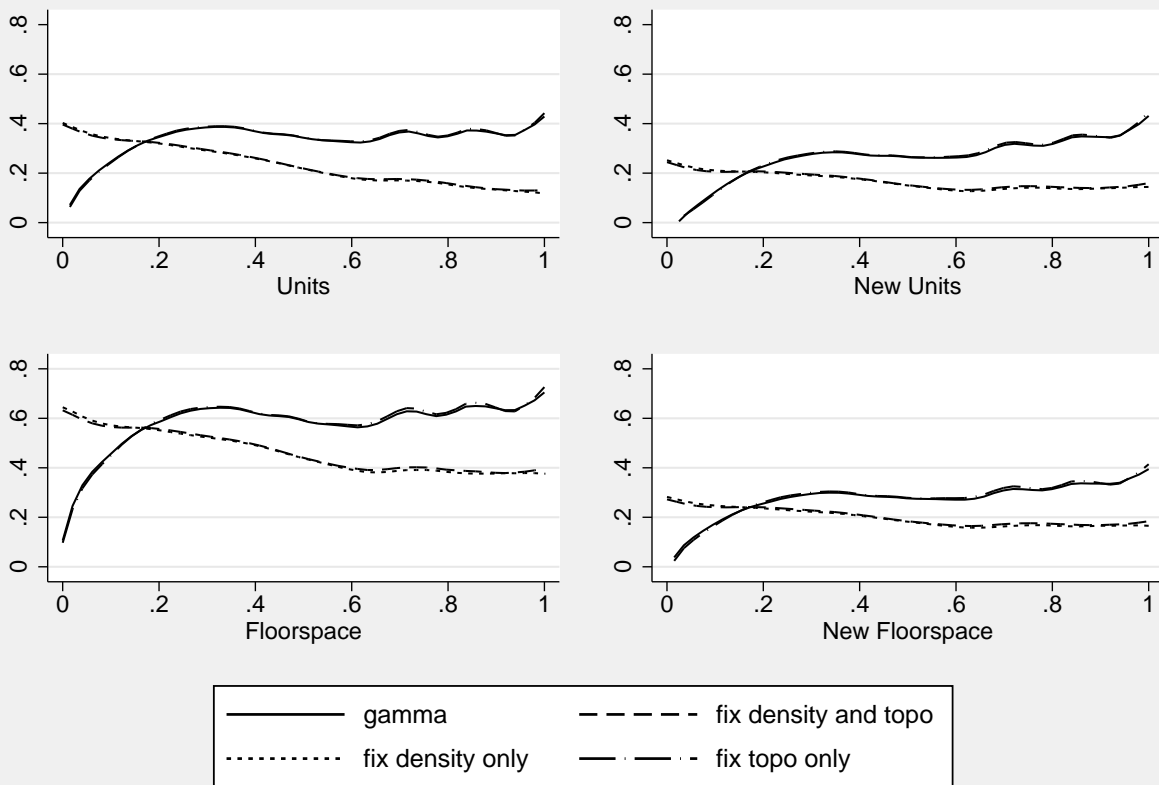 .8
.6
.4
.2
0
0 .2 .4 .6 .8 1
Units
.8
.6
.4
.2
0
0 .2 .4 .6 .8 1
New Units
.8
.6
.4
.2
0
0 .2 .4 .6 .8 1
Floorspace
.8
.6
.4
.2
0
0 .2 .4 .6 .8 1
New Floorspace
gamma
fix density and topo
fix density only
fix topo only